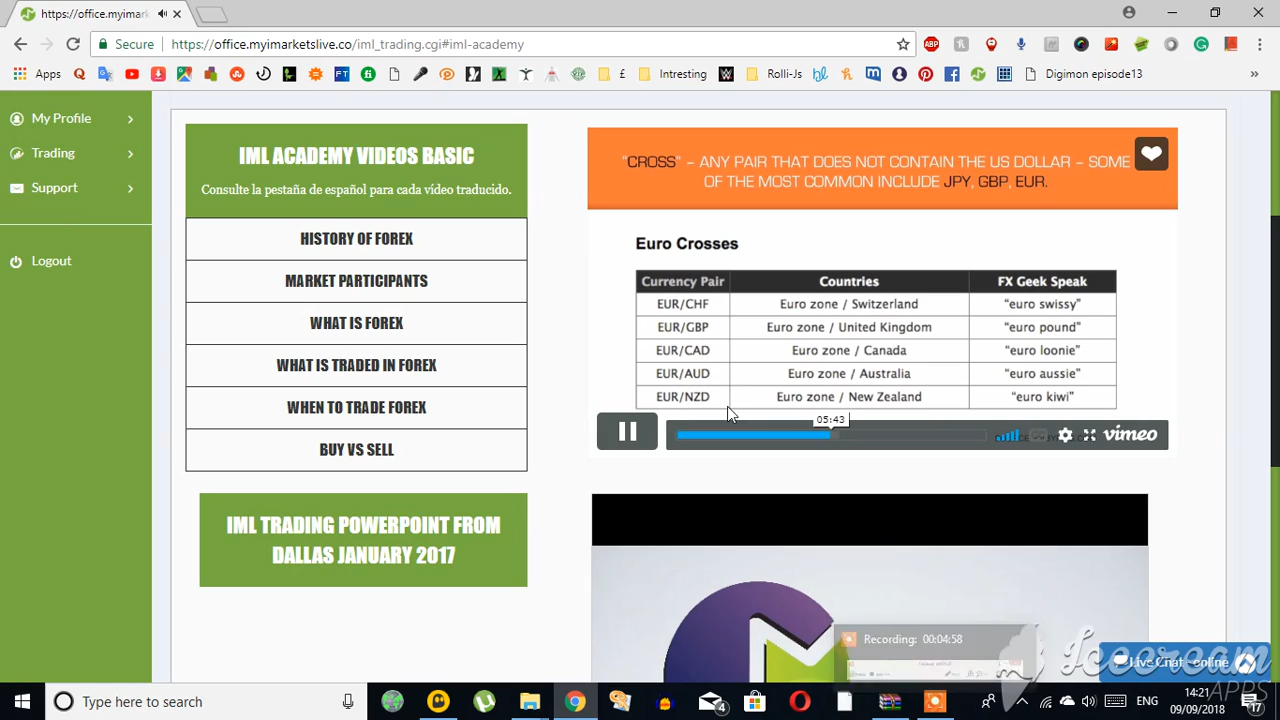 https://office.myimark
Secure
https://office.myimarketslive.co/iml_trading.cgi#iml-academy
Apps
FT
£
Intresting
Rolli-Js
Digimon episode13
»
My Profile
Trading
Support
Logout
IML ACADEMY VIDEOS BASIC
Consulte la pestaña de español para cada vídeo traducido.
HISTORY OF FOREX
MARKET PARTICIPANTS
WHAT IS FOREX
WHAT IS TRADED IN FOREX
WHEN TO TRADE FOREX
BUY VS SELL
IML TRADING POWERPOINT FROM
DALLAS JANUARY 2017
"CROSS" – ANY PAIR THAT DOES NOT CONTAIN THE US DOLLAR – SOME
OF THE MOST COMMON INCLUDE JPY, GBP, EUR.
Euro Crosses
Currency Pair Countries FX Geek Speak
EUR/CHF Euro zone / Switzerland "euro swissy"
EUR/GBP Euro zone / United Kingdom "euro pound"
EUR/CAD Euro zone / Canada "euro loonie"
EUR/AUD Euro zone / Australia "euro aussie"
EUR/NZD Euro zone / New Zealand "euro kiwi"
05:43
vimeo
Recording: 00:04:58
Live Chat - online
Icecream
APPS
Type here to search
4
ENG
14:21
09/09/2018
17